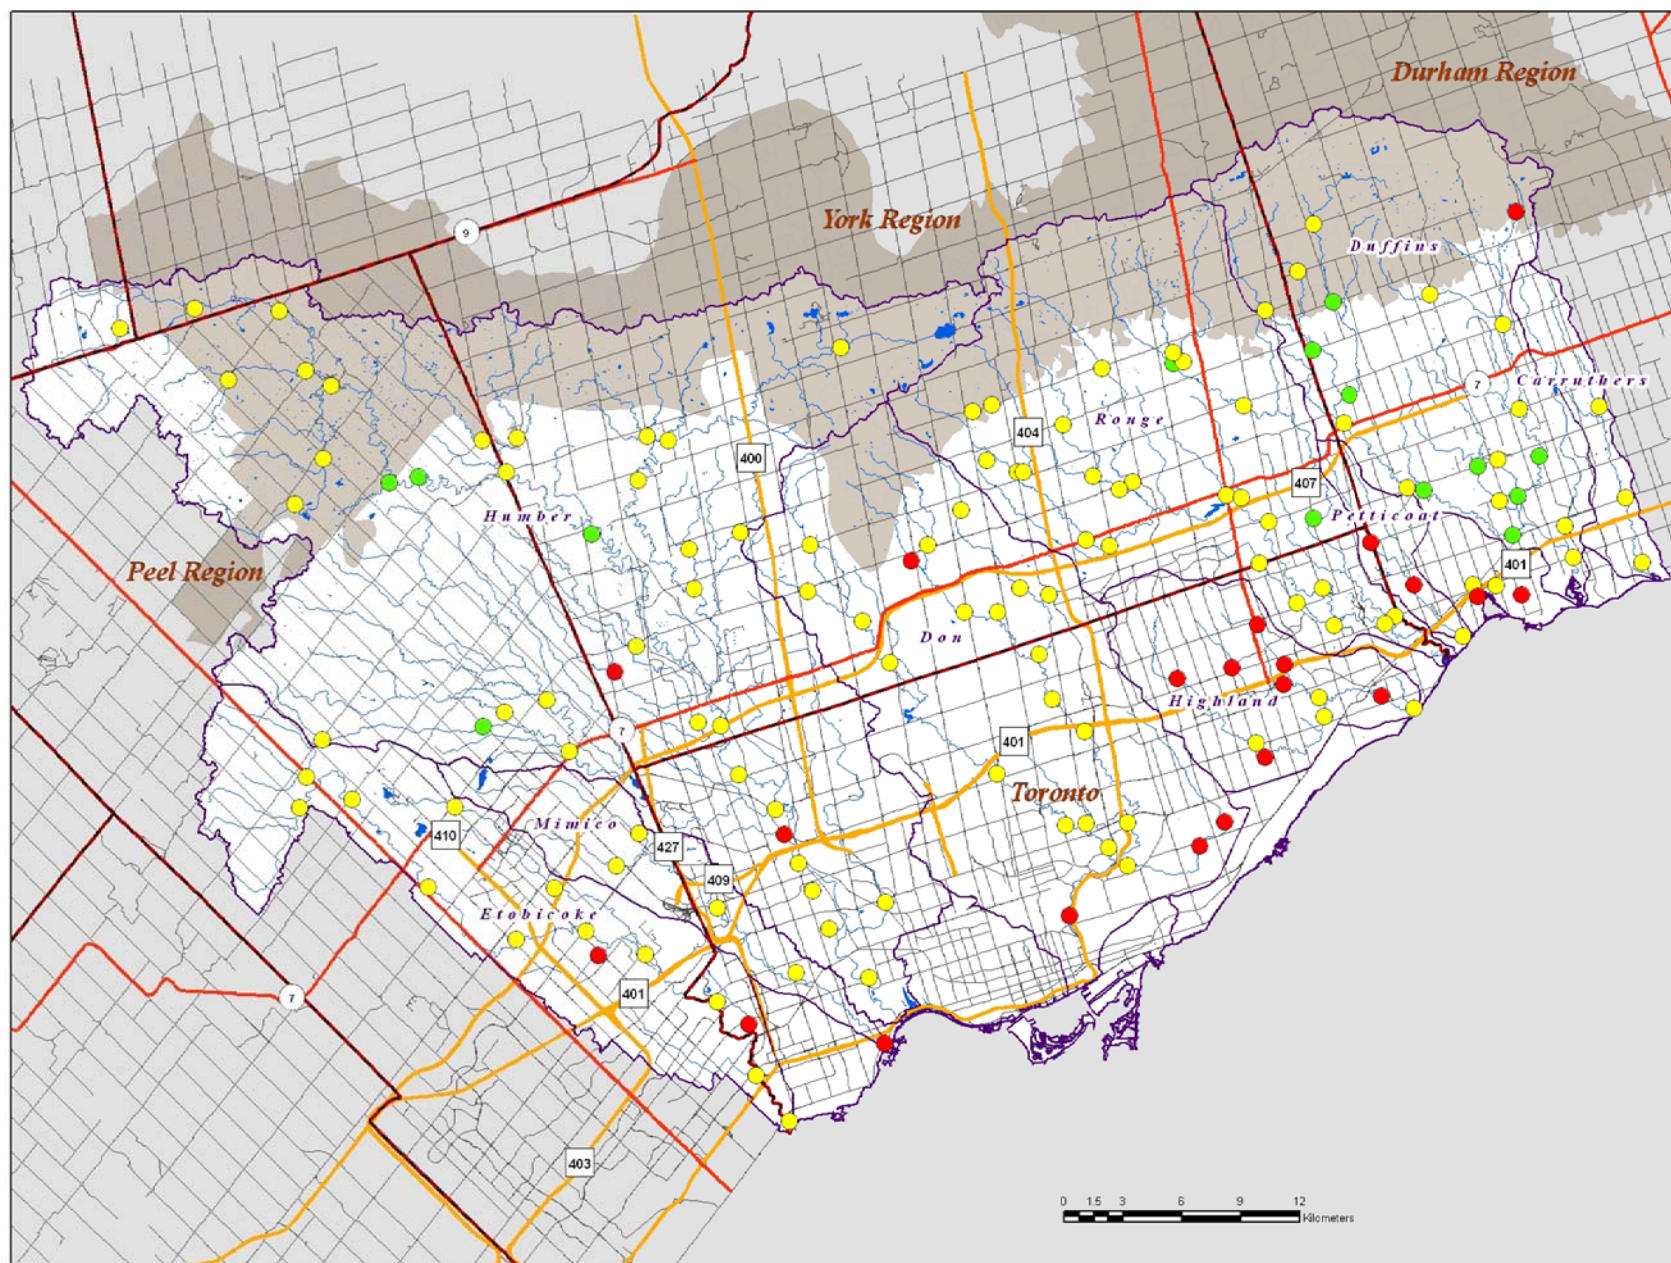 Durham Region
York Region
9
Duffins
7
Carruthers
Rouge
404
400
407
Humber
Petticoat
Peel Region
401
Don
Highland
7
401
Toronto
Mimico
410
427
409
Etobicoke
401
7
403
0 1.5 3 6 9 12
Kilometers